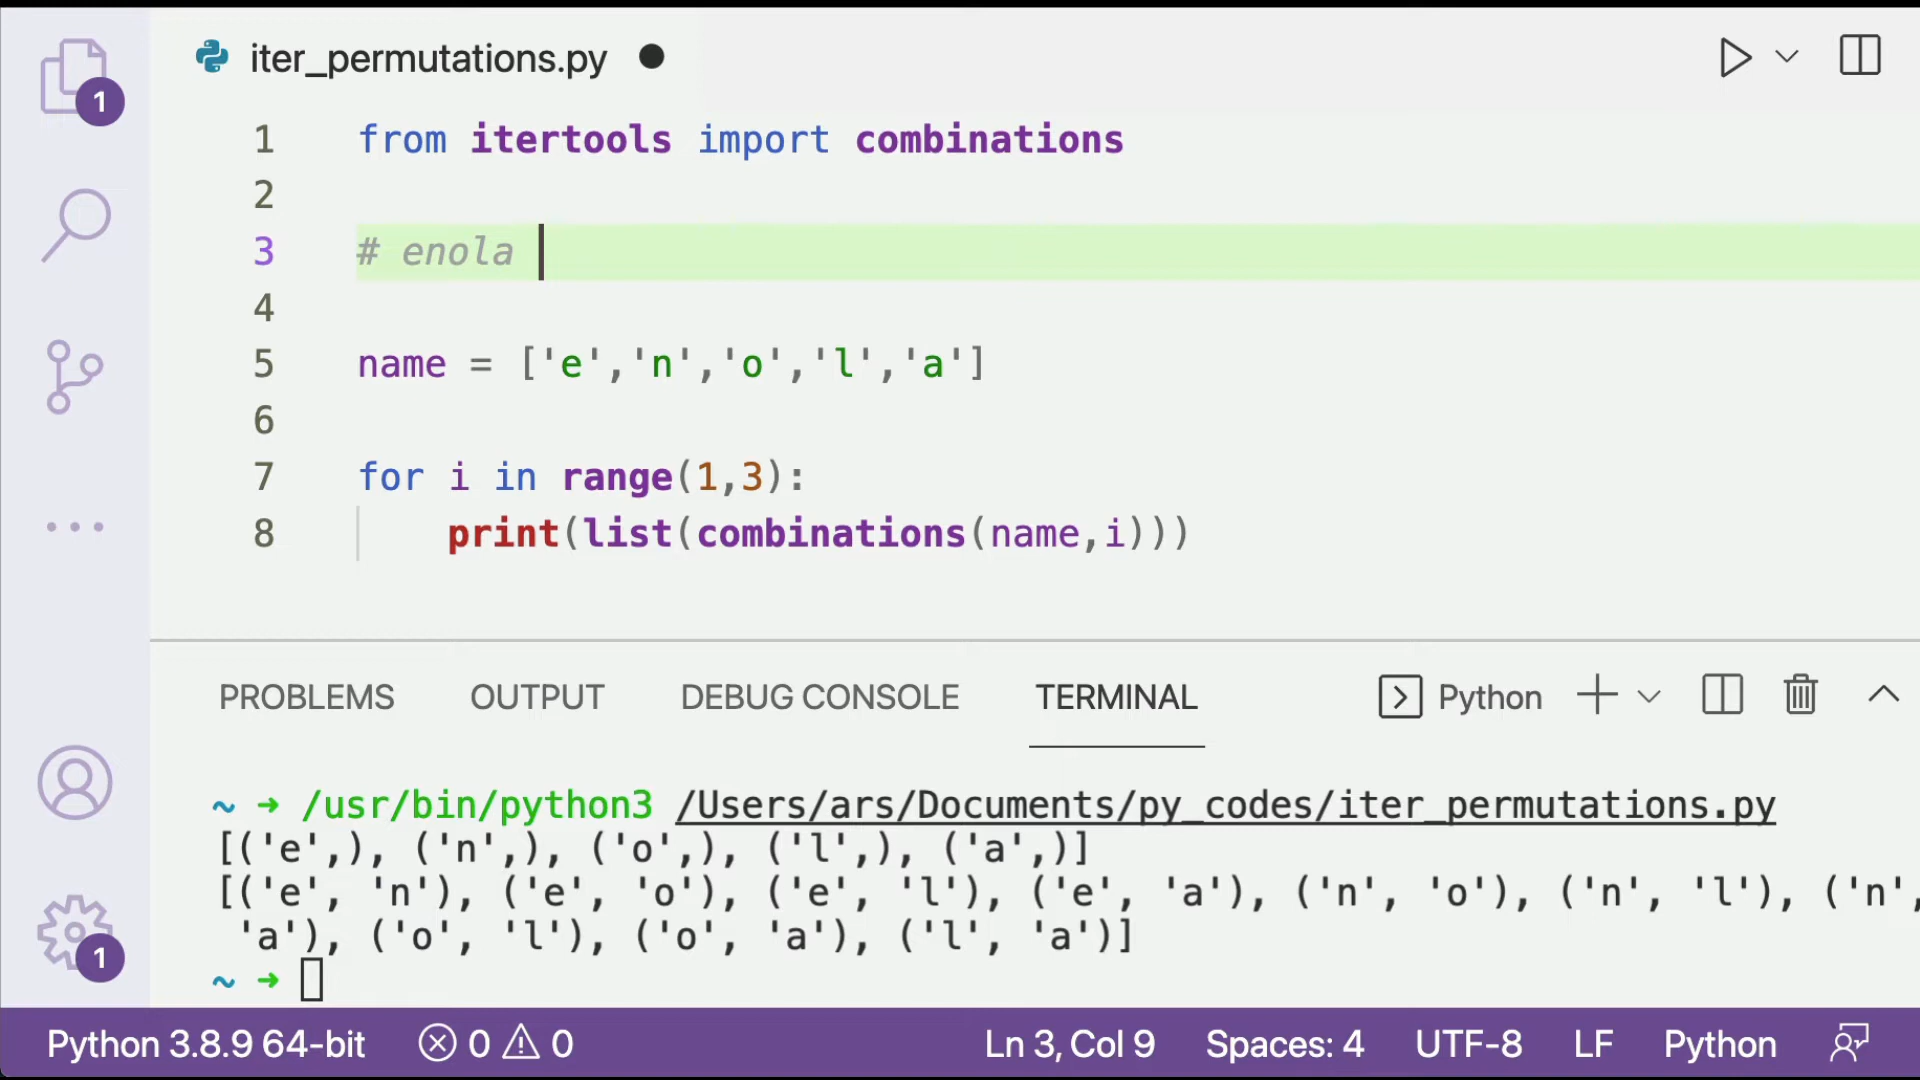 iter_permutations.py
1
1 from itertools import combinations
2
3 # enola
4
5 name = ['e','n','o','l','a']
6
7 for i in range(1,3):
8 print(list(combinations(name,i)))
PROBLEMS OUTPUT DEBUG CONSOLE TERMINAL Python
~ ➜ /usr/bin/python3 /Users/ars/Documents/py_codes/iter_permutations.py
[('e',), ('n',), ('o',), ('l',), ('a',)]
[('e', 'n'), ('e', 'o'), ('e', 'l'), ('e', 'a'), ('n', 'o'), ('n', 'l'), ('n',
'a'), ('o', 'l'), ('o', 'a'), ('l', 'a')]
~ ➜
1
Python 3.8.9 64-bit 0 0 Ln 3, Col 9 Spaces: 4 UTF-8 LF Python